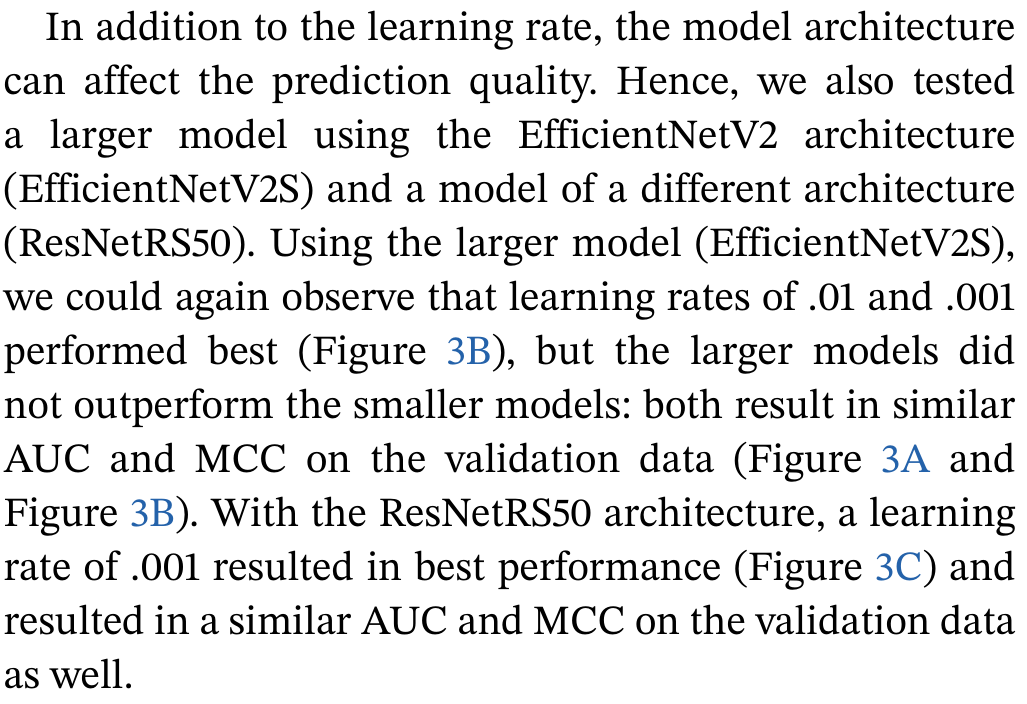 In addition to the learning rate, the model architecture
can affect the prediction quality. Hence, we also tested
a larger model using the EfficientNetV2 architecture
(EfficientNetV2S) and a model of a different architecture
(ResNetRS50). Using the larger model (EfficientNetV2S),
we could again observe that learning rates of .01 and .001
performed best (Figure 3B), but the larger models did
not outperform the smaller models: both result in similar
AUC and MCC on the validation data (Figure 3A and
Figure 3B). With the ResNetRS50 architecture, a learning
rate of .001 resulted in best performance (Figure 3C) and
resulted in a similar AUC and MCC on the validation data
as well.